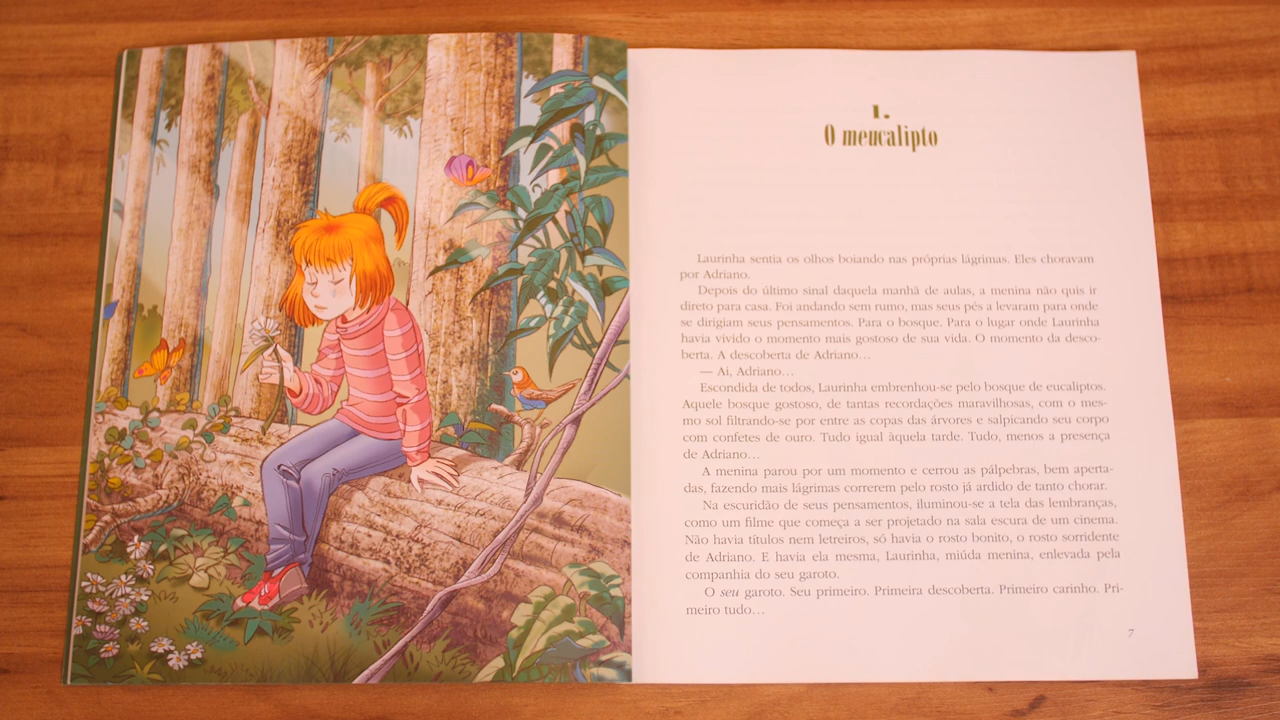 1.
O meucalipto
Laurinha sentia os olhos boiando nas próprias lágrimas. Eles choravam
por Adriano.
Depois do último sinal daquela manhã de aulas, a menina não quis ir
direto para casa. Foi andando sem rumo, mas seus pés a levaram para onde
se dirigiam seus pensamentos. Para o bosque. Para o lugar onde Laurinha
havia vivido o momento mais gostoso de sua vida. O momento da desco-
berta. A descoberta de Adriano...
— Ai, Adriano...
Escondida de todos, Laurinha embrenhou-se pelo bosque de eucaliptos.
Aquele bosque gostoso, de tantas recordações maravilhosas, com o mes-
mo sol filtrando-se por entre as copas das árvores e salpicando seu corpo
com confetes de ouro. Tudo igual àquela tarde. Tudo, menos a presença
de Adriano...
A menina parou por um momento e cerrou as pálpebras, bem aperta-
das, fazendo mais lágrimas correrem pelo rosto já ardido de tanto chorar.
Na escuridão de seus pensamentos, iluminou-se a tela das lembranças,
como um filme que começa a ser projetado na sala escura de um cinema.
Não havia títulos nem letreiros, só havia o rosto bonito, o rosto sorridente
de Adriano. E havia ela mesma, Laurinha, miúda menina, enlevada pela
companhia do seu garoto.
O seu garoto. Seu primeiro. Primeira descoberta. Primeiro carinho. Pri-
meiro tudo...
7